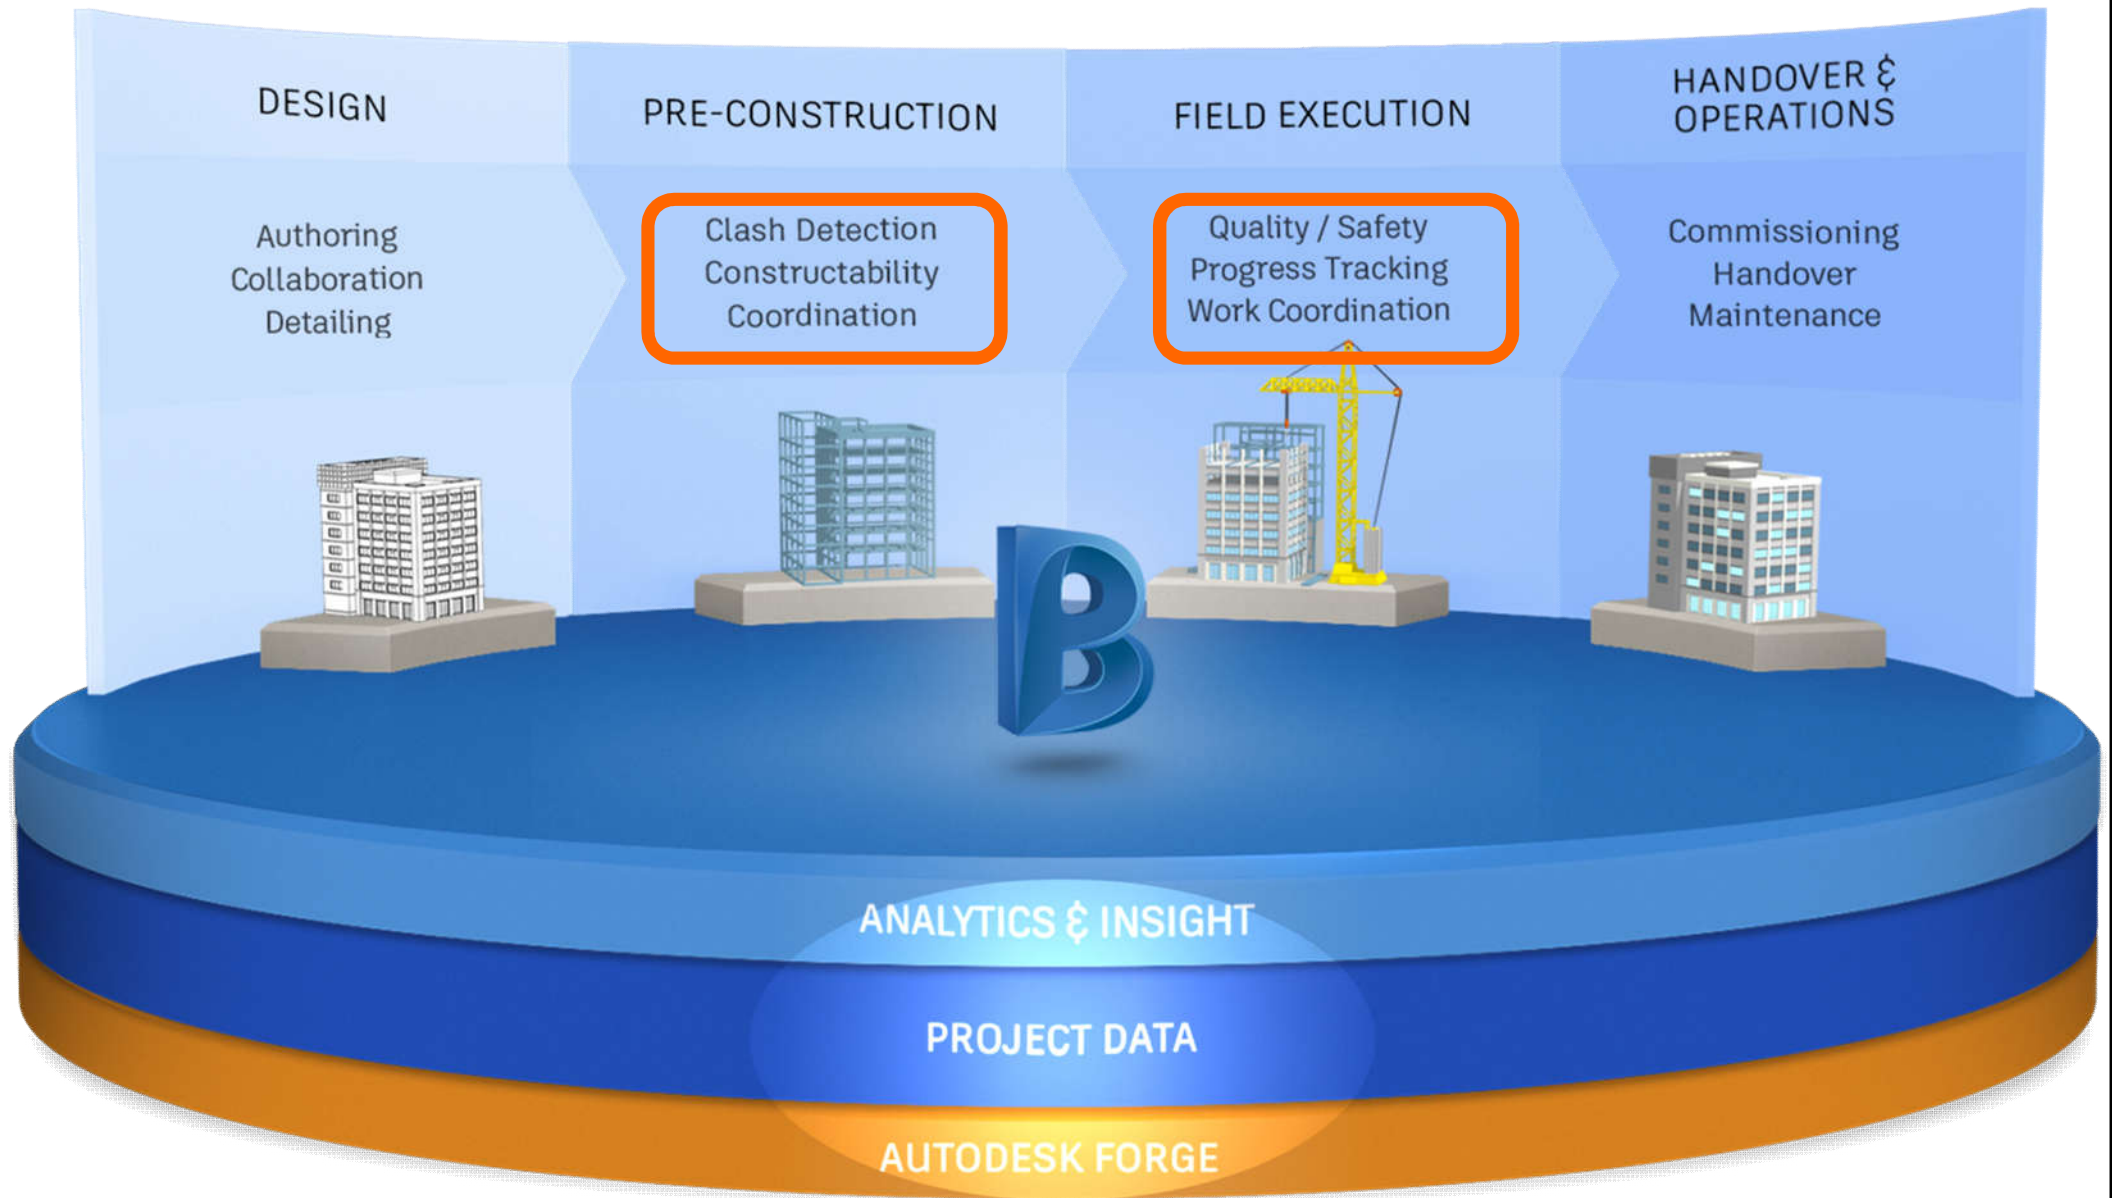 DESIGN
PRE-CONSTRUCTION
FIELD EXECUTION
HANDOVER &
OPERATIONS
Authoring
Collaboration
Detailing
Clash Detection
Constructability
Coordination
Quality / Safety
Progress Tracking
Work Coordination
Commissioning
Handover
Maintenance
B
ANALYTICS & INSIGHT
PROJECT DATA
AUTODESK FORGE